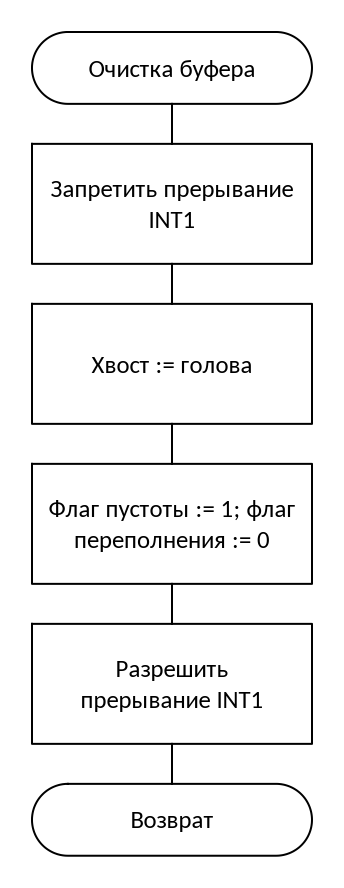 Очистка буфера
Запретить прерывание
INT1
Хвост := голова
Флаг пустоты := 1; флаг
переполнения := 0
Разрешить
прерывание INT1
Возврат